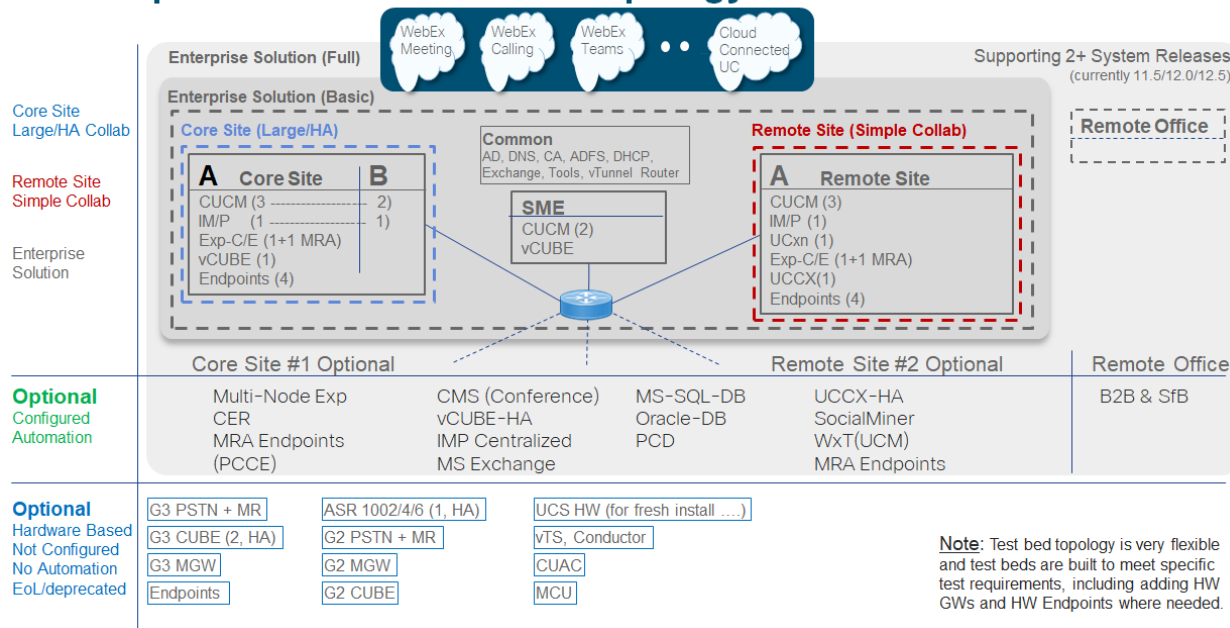 WebEx
Meeting
WebEx
Calling
WebEx
Teams
Cloud
Connected
UC
Enterprise Solution (Full)
Supporting 2+ System Releases
(currently 11.5/12.0/12.5)
Enterprise Solution (Basic)
Core Site
Large/HA Collab
Remote Site
Simple Collab
Enterprise
Solution
Core Site (Large/HA)
A Core Site B
CUCM (3 ------------------- 2)
IM/P (1 ------------------- 1)
Exp-C/E (1+1 MRA)
vCUBE (1)
Endpoints (4)
Common
AD, DNS, CA, ADFS, DHCP,
Exchange, Tools, vTunnel Router
SME
CUCM (2)
vCUBE
Remote Site (Simple Collab)
A Remote Site
CUCM (3)
IM/P (1)
UCxn (1)
Exp-C/E (1+1 MRA)
UCCX(1)
Endpoints (4)
Remote Office
Core Site #1 Optional
Remote Site #2 Optional
Remote Office
Optional
Configured
Automation
Multi-Node Exp
CER
MRA Endpoints
(PCCE)
CMS (Conference)
vCUBE-HA
IMP Centralized
MS Exchange
MS-SQL-DB
Oracle-DB
PCD
UCCX-HA
SocialMiner
WxT(UCM)
MRA Endpoints
B2B & SfB
Optional
Hardware Based
Not Configured
No Automation
EoL/deprecated
G3 PSTN + MR
G3 CUBE (2, HA)
G3 MGW
Endpoints
ASR 1002/4/6 (1, HA)
G2 PSTN + MR
G2 MGW
G2 CUBE
UCS HW (for fresh install ....)
vTS, Conductor
CUAC
MCU
Note: Test bed topology is very flexible
and test beds are built to meet specific
test requirements, including adding HW
GWs and HW Endpoints where needed.